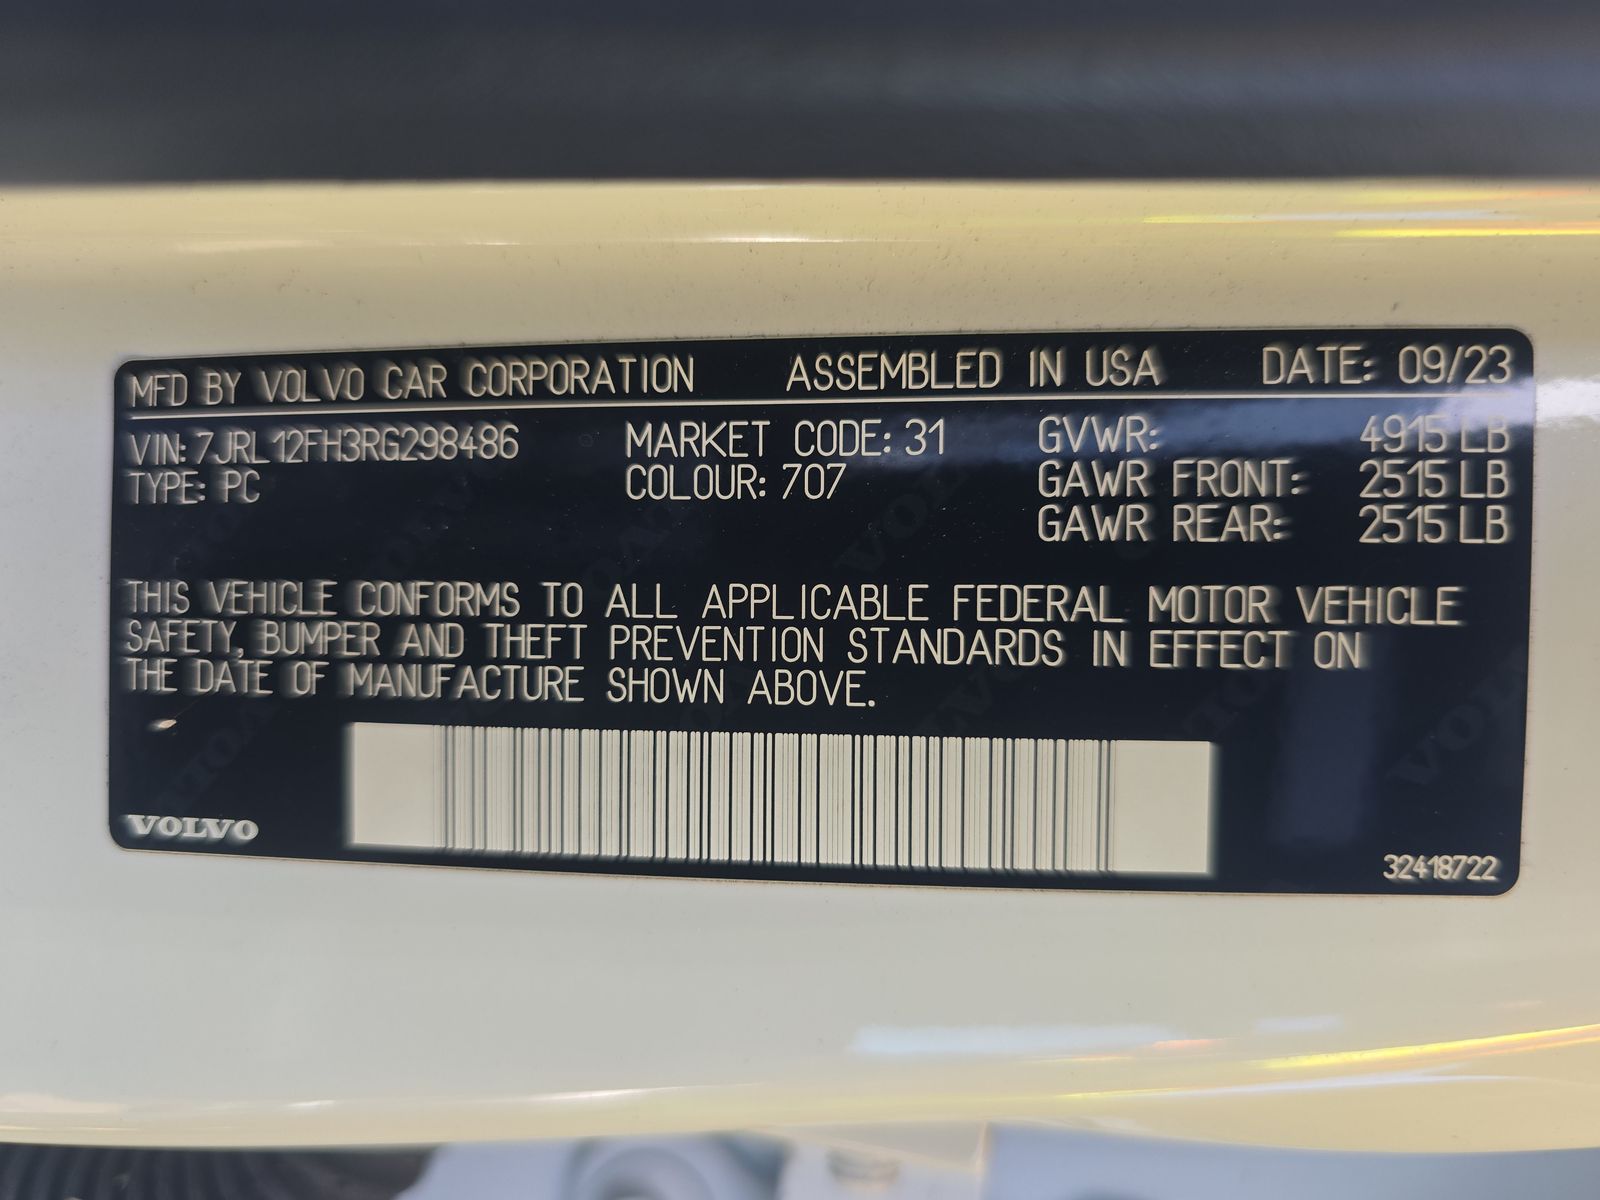 MFD BY VOLVO CAR CORPORATION ASSEMBLED IN USA DATE: 09/23
VIN: 7JRL12FH3RG298486 MARKET CODE: 31 GVWR: 4915 LB
TYPE: PC COLOUR: 707 GAWR FRONT: 2515 LB
GAWR REAR: 2515 LB
THIS VEHICLE CONFORMS TO ALL APPLICABLE FEDERAL MOTOR VEHICLE
SAFETY, BUMPER AND THEFT PREVENTION STANDARDS IN EFFECT ON
THE DATE OF MANUFACTURE SHOWN ABOVE.
VOLVO
32418722